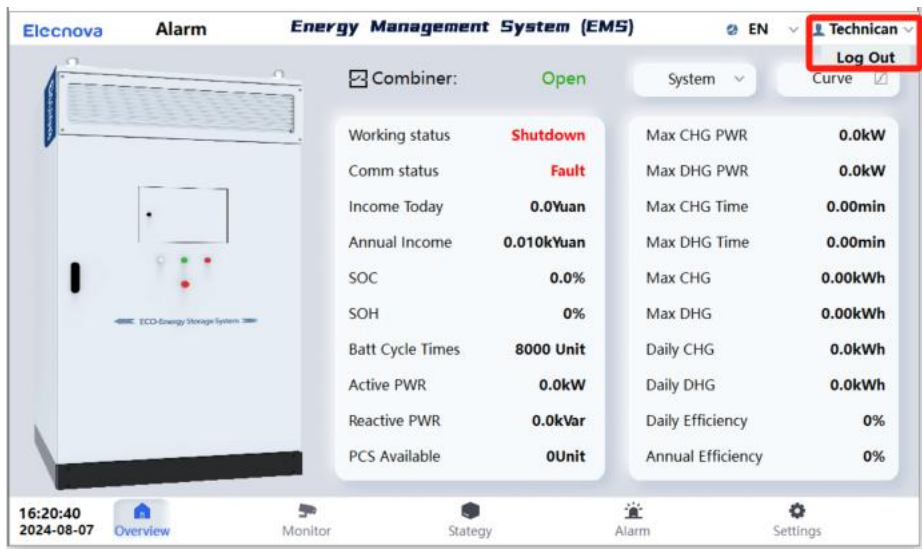 Elecnova
Alarm
Energy Management System (EMS)
EN
Technican
Log Out
Combiner:
Open
System
Curve
Working status Shutdown
Comm status Fault
Income Today 0.0Yuan
Annual Income 0.010kYuan
SOC 0.0%
SOH 0%
Batt Cycle Times 8000 Unit
Active PWR 0.0kW
Reactive PWR 0.0kVar
PCS Available 0Unit
Max CHG PWR 0.0kW
Max DHG PWR 0.0kW
Max CHG Time 0.00min
Max DHG Time 0.00min
Max CHG 0.00kWh
Max DHG 0.00kWh
Daily CHG 0.0kWh
Daily DHG 0.0kWh
Daily Efficiency 0%
Annual Efficiency 0%
ECO-Energy Storage System
16:20:40
2024-08-07
Overview
Monitor
Stategy
Alarm
Settings